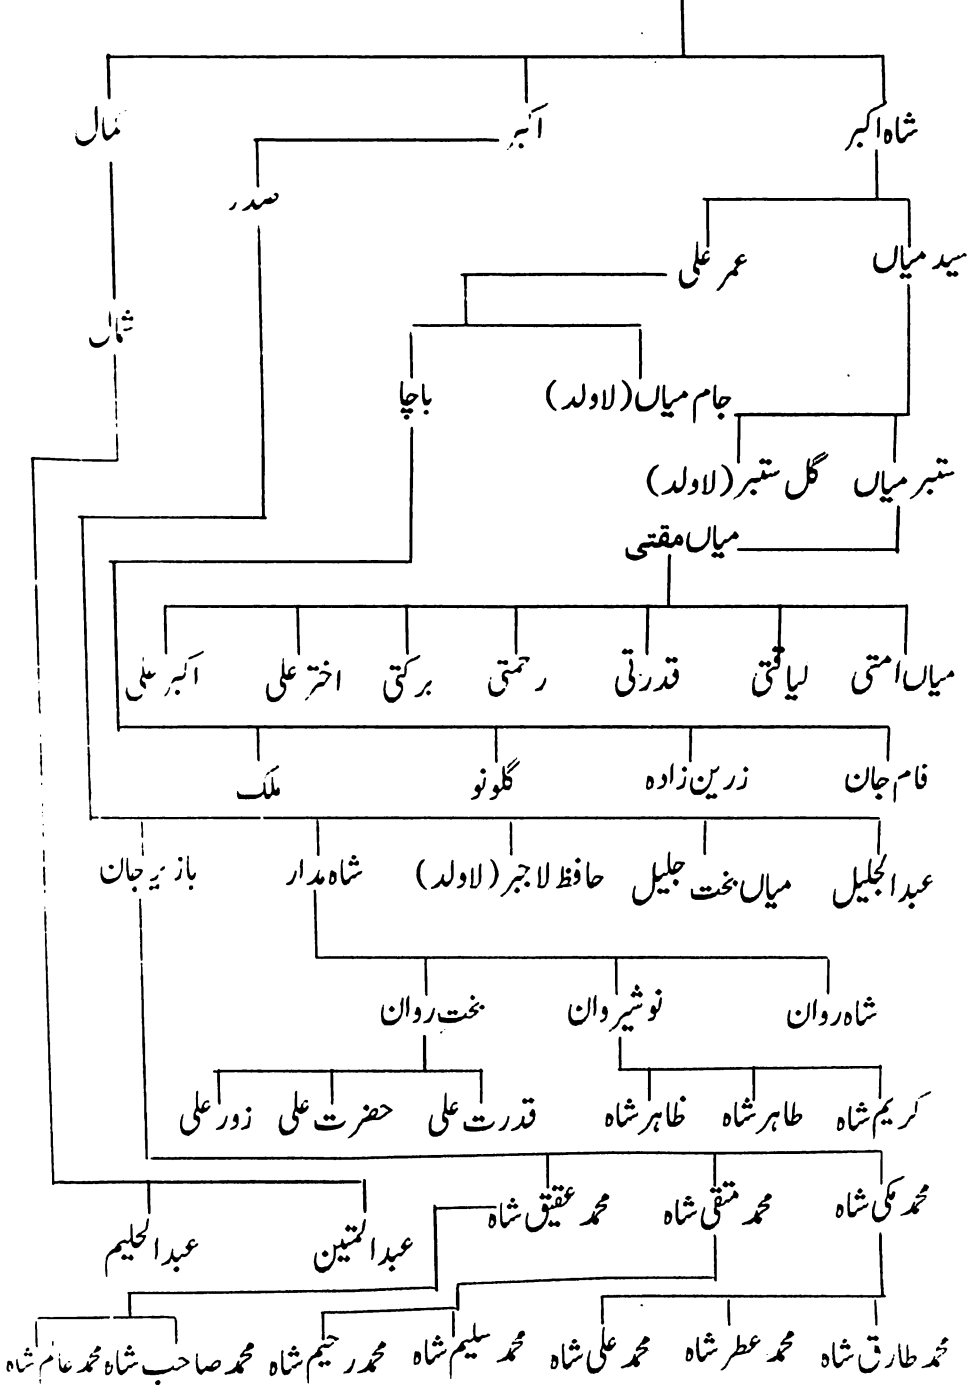 شاہ اکبر اکبر کمال
صدر
سید میاں عمر علی
شمال
جام میاں (لاولد) باچا
ستبر میاں گل ستبر (لاولد)
میاں مقتی
میاں امتی لیاقتی قدرتی رحمتی برکتی اختر علی اکبر علی
فام جان زرین زادہ گلونو ملک
عبدالجلیل میاں بخت جلیل حافظ لاجبر (لاولد) شاہ مدار باز میر جان
شاہ روان نوشیروان بخت روان
کریم شاہ طاہر شاہ ظاہر شاہ قدرت علی حضرت علی زور علی
محمد مکی شاہ محمد متقی شاہ محمد عقیق شاہ
عبدالمتین عبدالحلیم
محمد طارق شاہ محمد عطر شاہ محمد علی شاہ محمد سلیم شاہ محمد رحیم شاہ محمد صاحب شاہ محمد عاصم شاہ